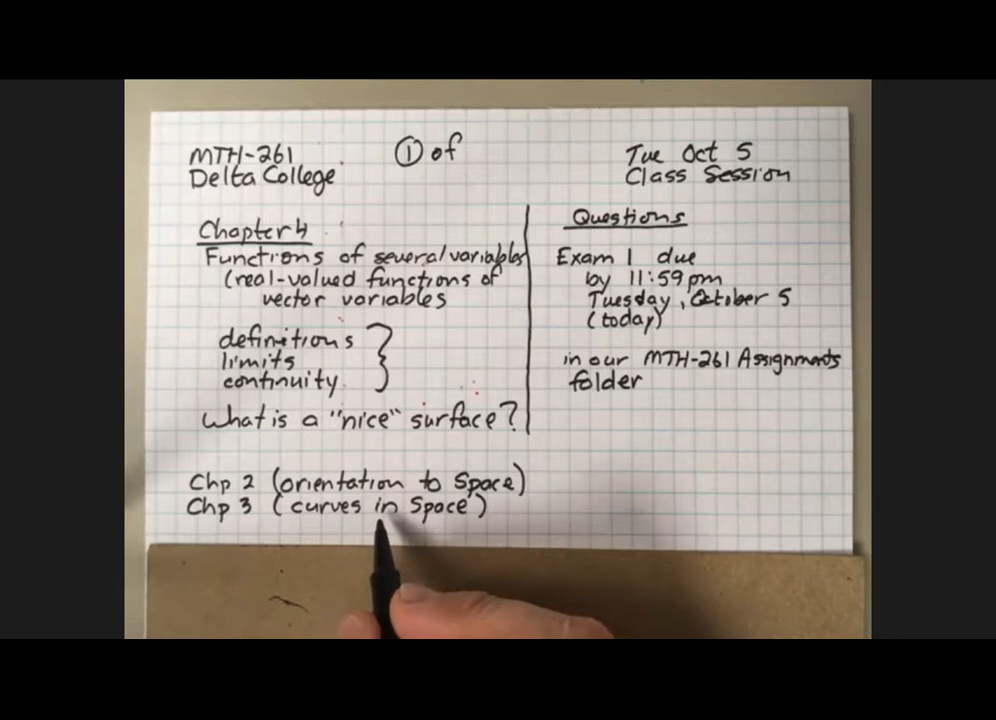 MTH-261
Delta College
① of
Tue Oct 5
Class Session
Chapter 4
Functions of several variables
(real-valued functions of
vector variables
definitions
limits
continuity
What is a "nice" surface?
Questions
Exam 1 due
by 11:59pm
Tuesday, October 5
(today)
in our MTH-261 Assignments
folder
Chp 2 (orientation to Space)
Chp 3 (curves in Space)